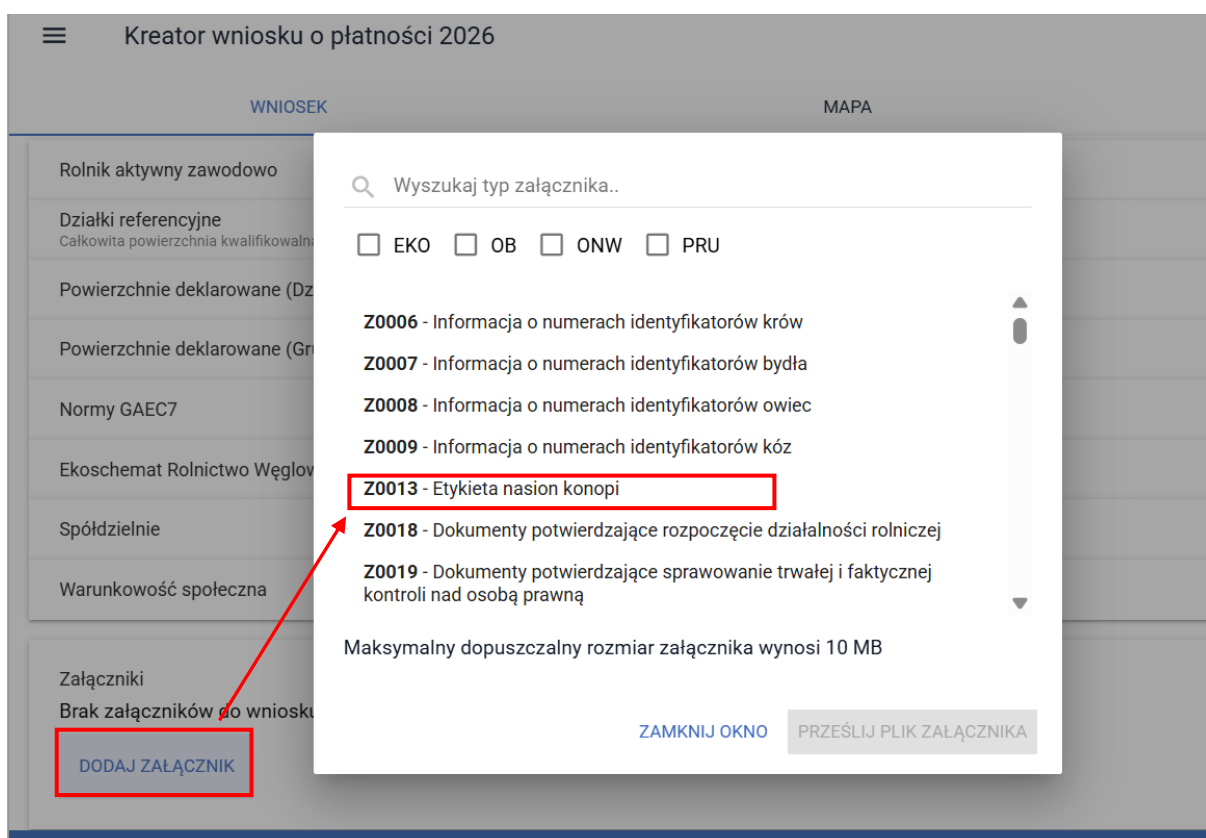 Kreator wniosku o płatności 2026
WNIOSEK
MAPA
Rolnik aktywny zawodowo
Działki referencyjne
Całkowita powierzchnia kwalifikowaln
Powierzchnie deklarowane (Dz
Powierzchnie deklarowane (Gru
Normy GAEC7
Ekoschemat Rolnictwo Węglow
Spółdzielnie
Warunkowość społeczna
Załączniki
Brak załączników do wniosku
DODAJ ZAŁĄCZNIK
Wyszukaj typ załącznika..
EKO OB ONW PRU
Z0006 - Informacja o numerach identyfikatorów krów
Z0007 - Informacja o numerach identyfikatorów bydła
Z0008 - Informacja o numerach identyfikatorów owiec
Z0009 - Informacja o numerach identyfikatorów kóz
Z0013 - Etykieta nasion konopi
Z0018 - Dokumenty potwierdzające rozpoczęcie działalności rolniczej
Z0019 - Dokumenty potwierdzające sprawowanie trwałej i faktycznej
kontroli nad osobą prawną
Maksymalny dopuszczalny rozmiar załącznika wynosi 10 MB
ZAMKNIJ OKNO
PRZEŚLIJ PLIK ZAŁĄCZNIKA